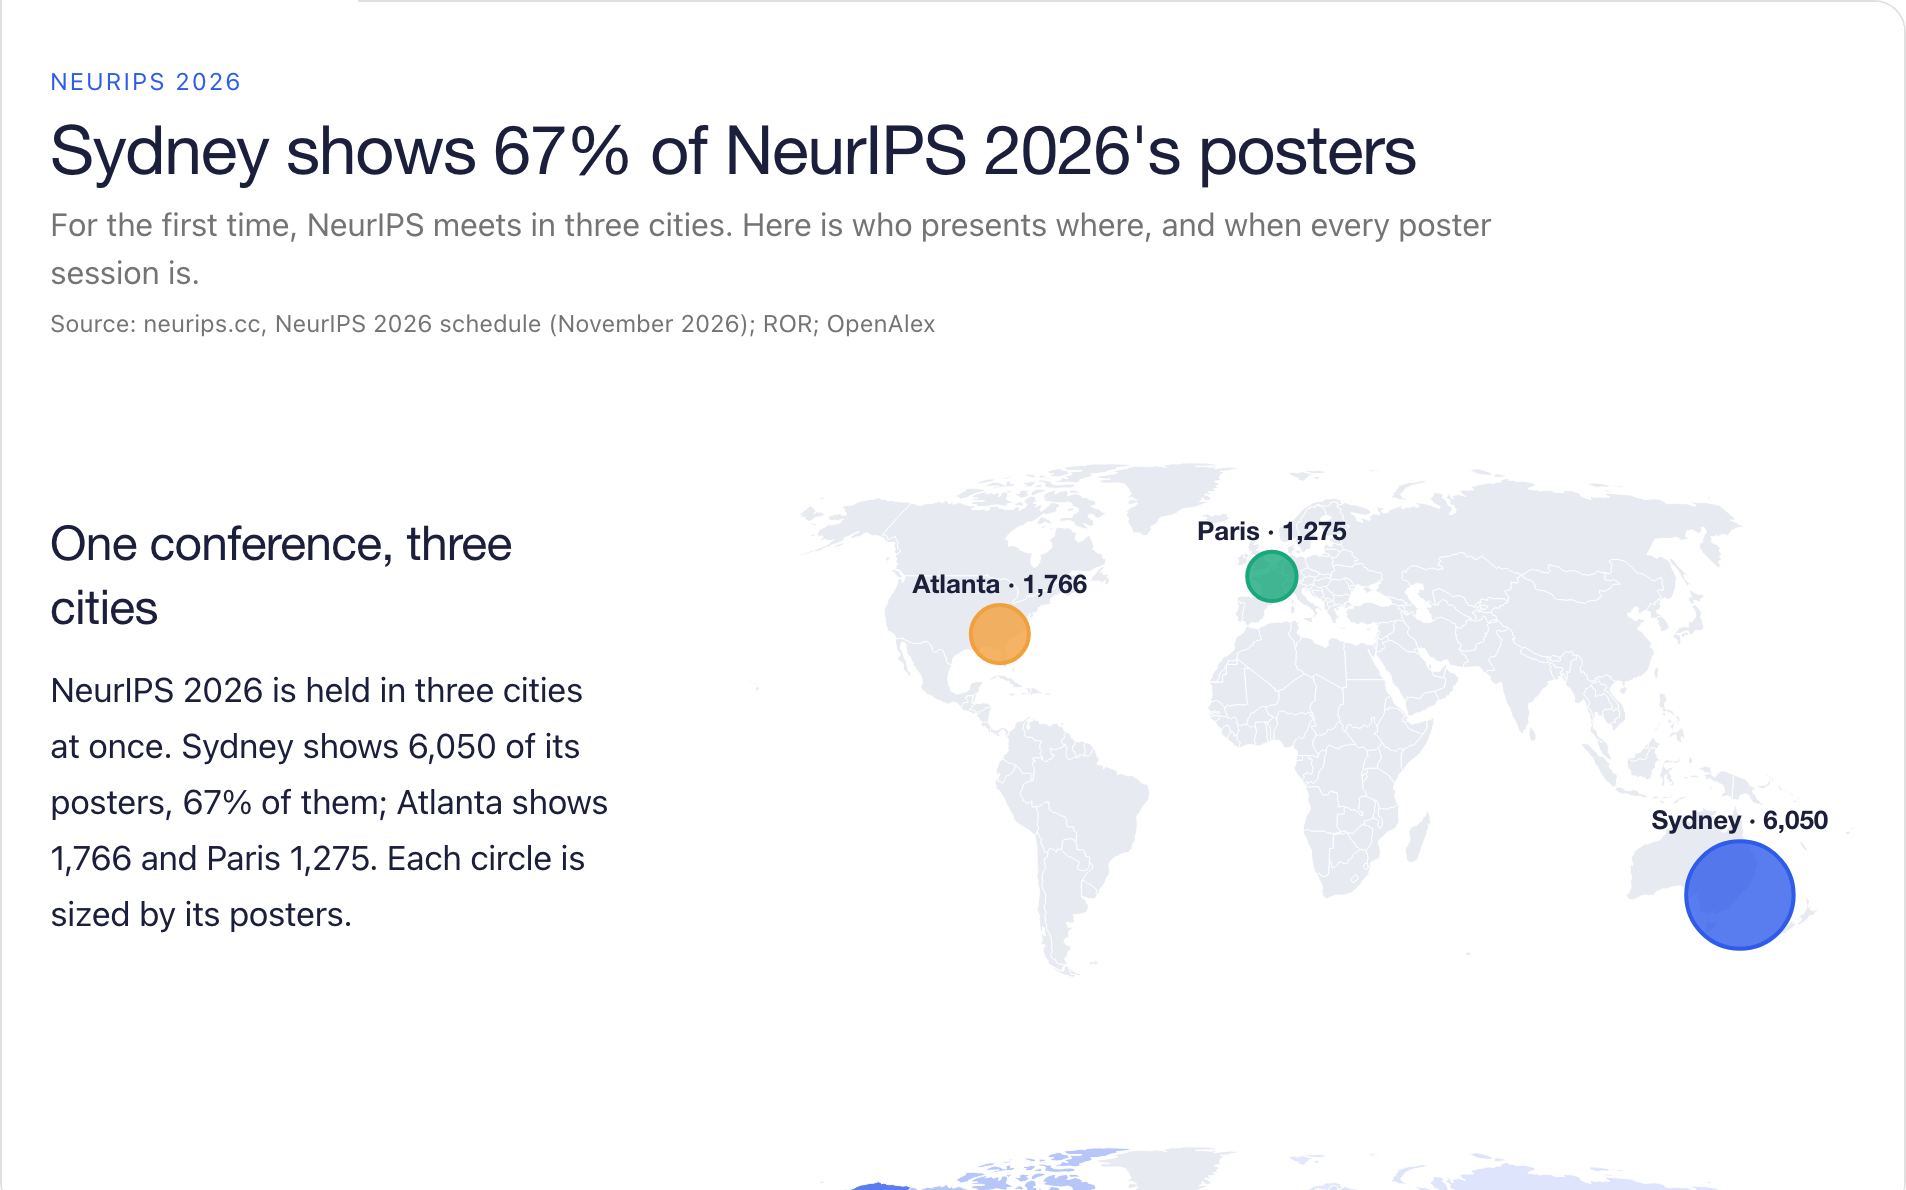 NEURIPS 2026
Sydney shows 67% of NeurIPS 2026's posters
For the first time, NeurIPS meets in three cities. Here is who presents where, and when every poster
session is.
Source: neurips.cc, NeurIPS 2026 schedule (November 2026); ROR; OpenAlex
One conference, three
cities
NeurIPS 2026 is held in three cities
at once. Sydney shows 6,050 of its
posters, 67% of them; Atlanta shows
1,766 and Paris 1,275. Each circle is
sized by its posters.
Paris · 1,275
Atlanta · 1,766
Sydney · 6,050